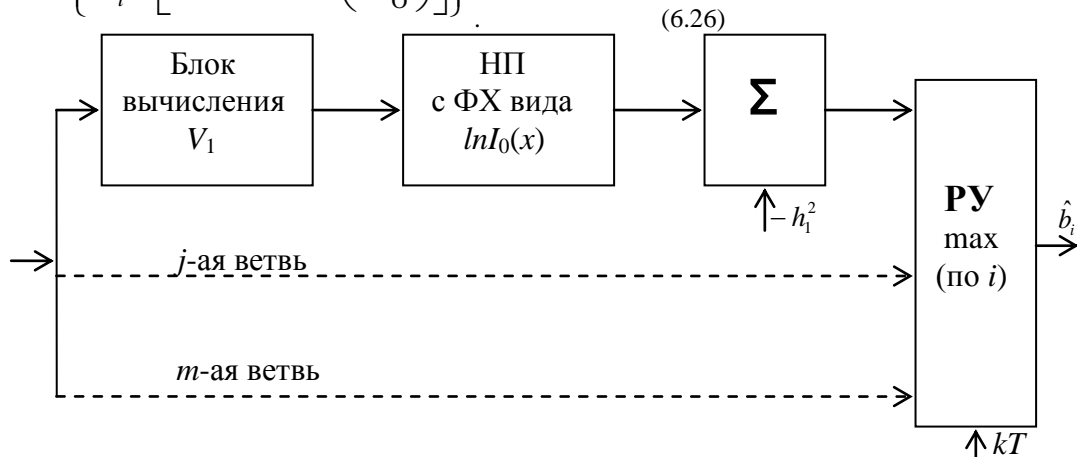 (6.26)
Блок
вычисления
V₁
НП
с ФХ вида
lnI₀(x)
Σ
– h₁²
РУ
max
(по i)
b̂ᵢ
j-ая ветвь
m-ая ветвь
kT